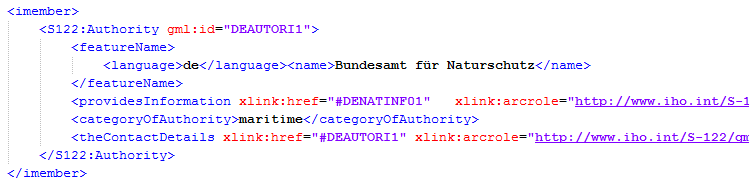 <imember>
<S122:Authority gml:id="DEAUTORI1">
<featureName>
<language>de</language><name>Bundesamt für Naturschutz</name>
</featureName>
<providesInformation xlink:href="#DENATINF01" xlink:arcrole="http://www.iho.int/S-1
<categoryOfAuthority>maritime</categoryOfAuthority>
<theContactDetails xlink:href="#DEAUTORI1" xlink:arcrole="http://www.iho.int/S-122/gm
</S122:Authority>
</imember>